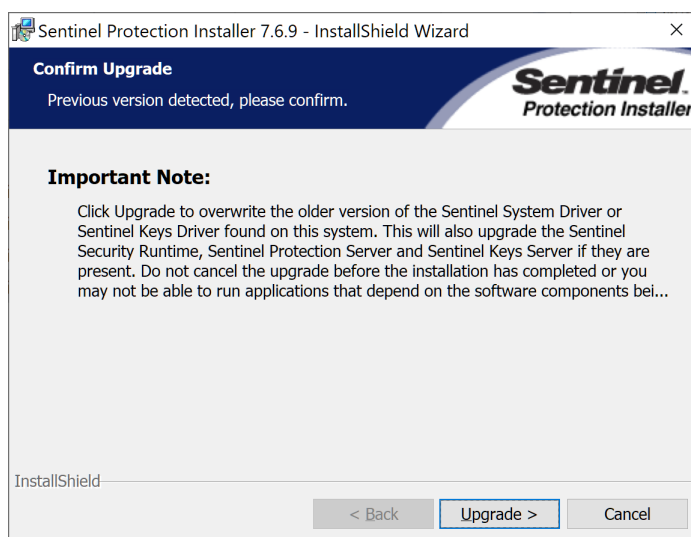 Sentinel Protection Installer 7.6.9 - InstallShield Wizard
Confirm Upgrade
Previous version detected, please confirm.
Sentinel.
Protection Installer
Important Note:
Click Upgrade to overwrite the older version of the Sentinel System Driver or
Sentinel Keys Driver found on this system. This will also upgrade the Sentinel
Security Runtime, Sentinel Protection Server and Sentinel Keys Server if they are
present. Do not cancel the upgrade before the installation has completed or you
may not be able to run applications that depend on the software components bei...
InstallShield
< Back
Upgrade >
Cancel